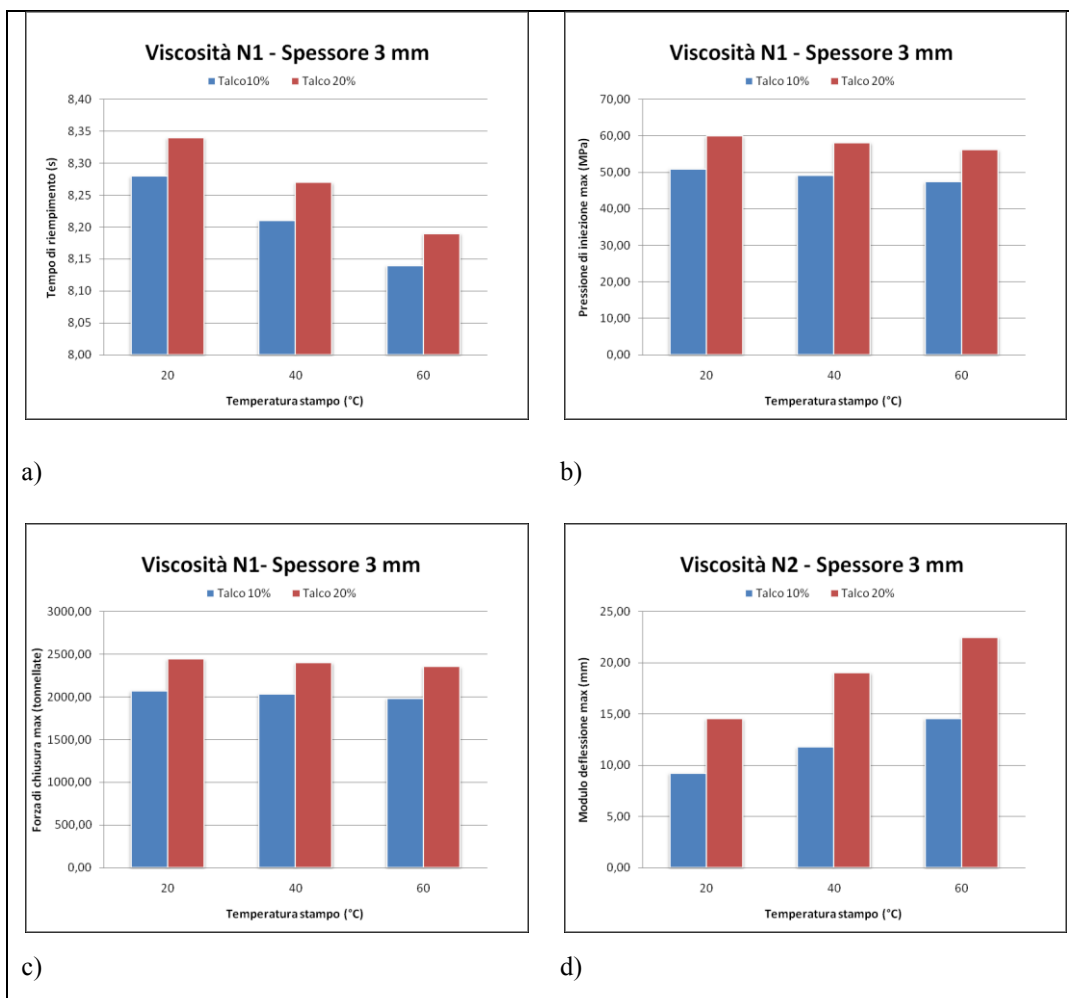 Viscosità N1 - Spessore 3 mm
Talco10% Talco 20%
8,40
8,35
8,30
8,25
8,20
8,15
8,10
8,05
8,00
Tempo di riempimento (s)
20 40 60
Temperatura stampo (°C)
a)
Viscosità N1 - Spessore 3 mm
Talco 10% Talco 20%
70,00
60,00
50,00
40,00
30,00
20,00
10,00
0,00
Pressione di iniezione max (MPa)
20 40 60
Temperatura stampo (°C)
b)
Viscosità N1- Spessore 3 mm
Talco 10% Talco 20%
3000,00
2500,00
2000,00
1500,00
1000,00
500,00
0,00
Forza di chiusura max (tonnellate)
20 40 60
Temperatura stampo (°C)
c)
Viscosità N2 - Spessore 3 mm
Talco 10% Talco 20%
25,00
20,00
15,00
10,00
5,00
0,00
Modulo deflessione max (mm)
20 40 60
Temperatura stampo (°C)
d)